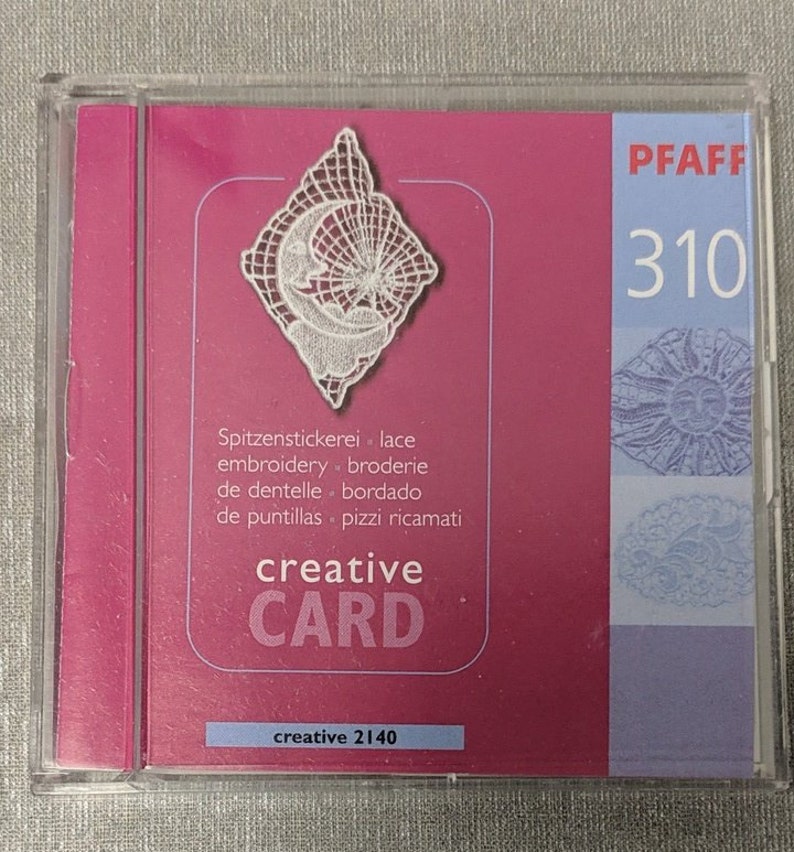 PFAFF
310
Spitzenstickerei ▪ lace
embroidery ▪ broderie
de dentelle ▪ bordado
de puntillas ▪ pizzi ricamati
creative
CARD
creative 2140